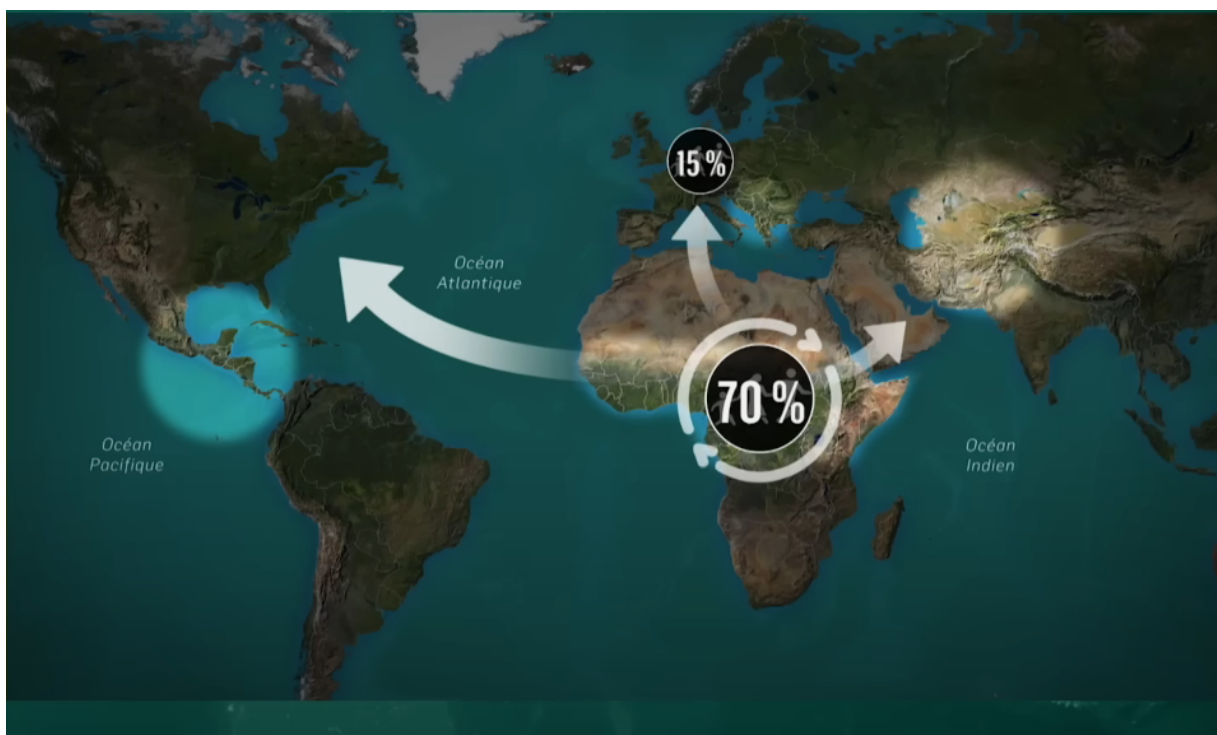 15 %
Océan
Atlantique
70 %
Océan
Pacifique
Océan
Indien